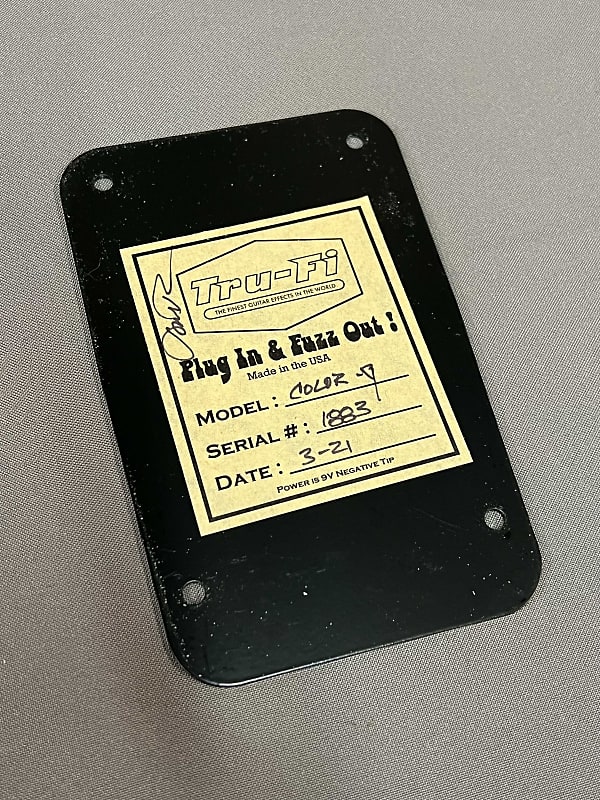 Tru-Fi
THE FINEST GUITAR EFFECTS IN THE WORLD
Plug In & Fuzz Out!
Made in the USA
MODEL: COLOR
SERIAL #: 1883
DATE: 3-21
POWER IS 9V NEGATIVE TIP